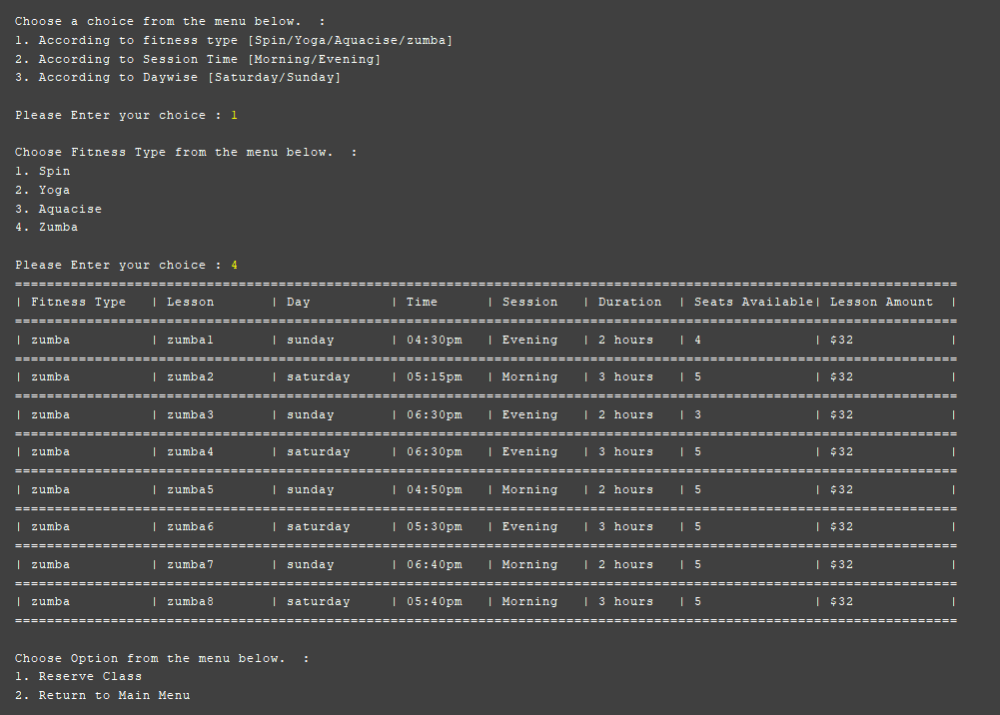 Choose a choice from the menu below.  :
1. According to fitness type [Spin/Yoga/Aquacise/zumba]
2. According to Session Time [Morning/Evening]
3. According to Daywise [Saturday/Sunday]
Please Enter your choice : 1
Choose Fitness Type from the menu below.  :
1. Spin
2. Yoga
3. Aquacise
4. Zumba
Please Enter your choice : 4
======================================================================================================================
| Fitness Type   | Lesson       | Day          | Time      | Session   | Duration  | Seats Available| Lesson Amount  |
======================================================================================================================
| zumba          | zumba1       | sunday       | 04:30pm   | Evening   | 2 hours   | 4              | $32            |
======================================================================================================================
| zumba          | zumba2       | saturday     | 05:15pm   | Morning   | 3 hours   | 5              | $32            |
======================================================================================================================
| zumba          | zumba3       | sunday       | 06:30pm   | Evening   | 2 hours   | 3              | $32            |
======================================================================================================================
| zumba          | zumba4       | saturday     | 06:30pm   | Evening   | 3 hours   | 5              | $32            |
======================================================================================================================
| zumba          | zumba5       | sunday       | 04:50pm   | Morning   | 2 hours   | 5              | $32            |
======================================================================================================================
| zumba          | zumba6       | saturday     | 05:30pm   | Evening   | 3 hours   | 5              | $32            |
======================================================================================================================
| zumba          | zumba7       | sunday       | 06:40pm   | Morning   | 2 hours   | 5              | $32            |
======================================================================================================================
| zumba          | zumba8       | saturday     | 05:40pm   | Morning   | 3 hours   | 5              | $32            |
======================================================================================================================
Choose Option from the menu below.  :
1. Reserve Class
2. Return to Main Menu